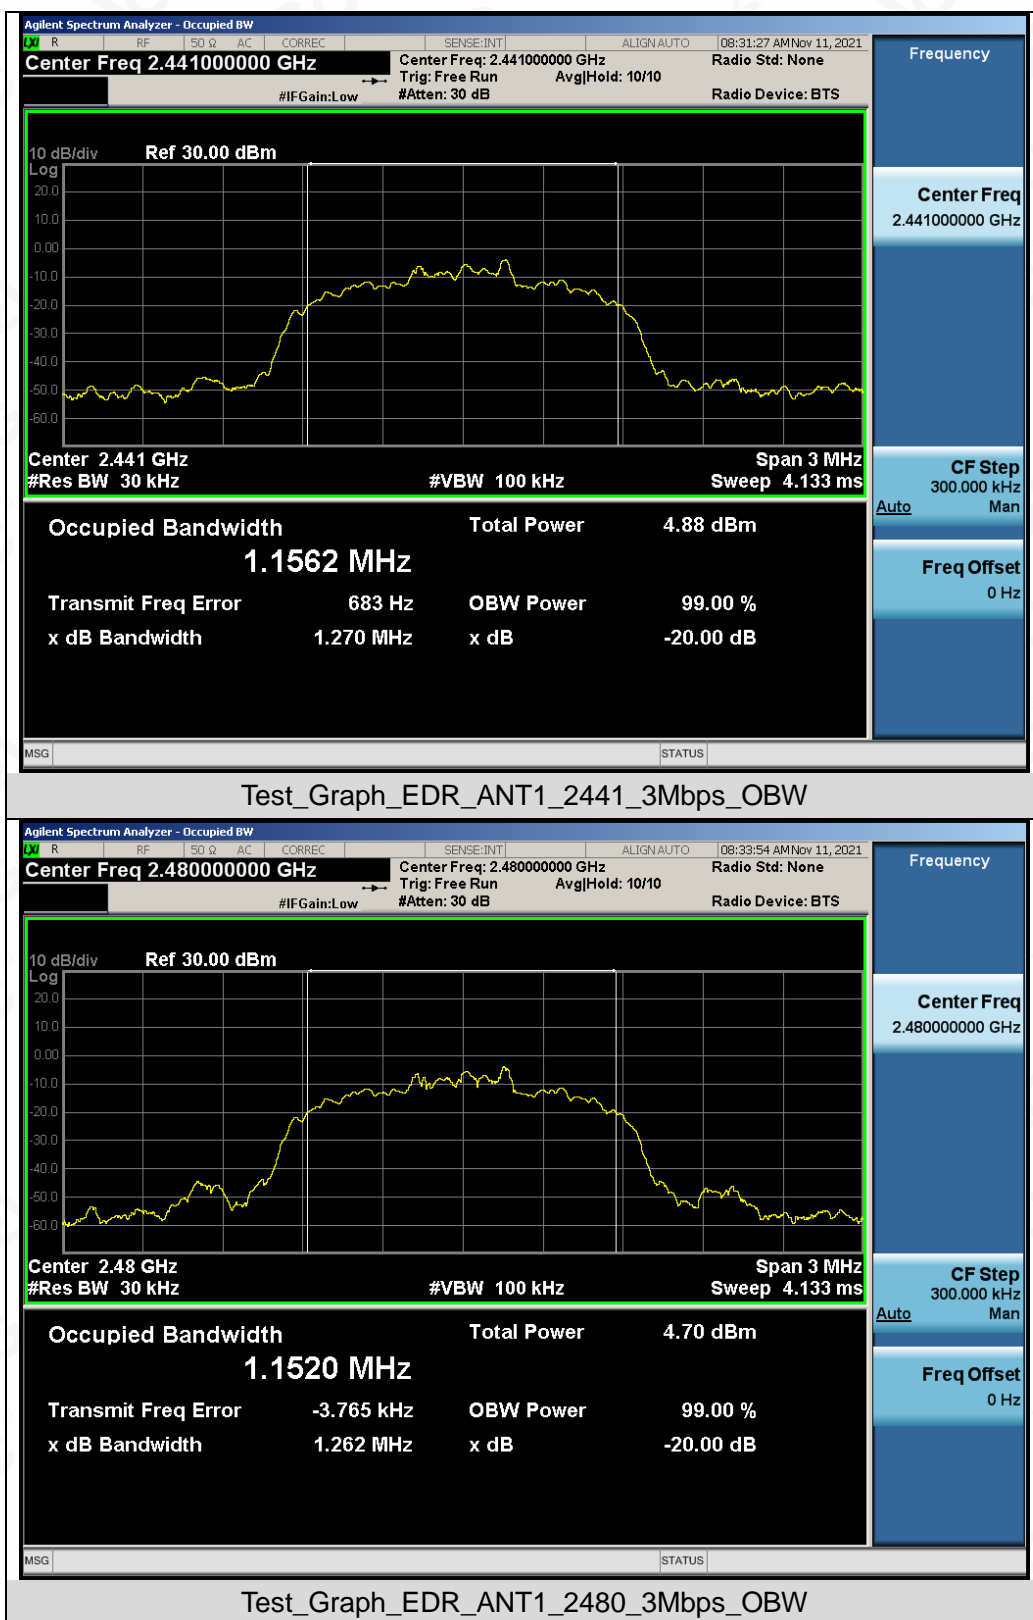 Agilent Spectrum Analyzer - Occupied BW
LXI R RF 50 Ω AC CORREC SENSE:INT ALIGN AUTO 08:31:27 AM Nov 11, 2021
Center Freq 2.441000000 GHz Center Freq: 2.441000000 GHz Radio Std: None Frequency
Trig: Free Run Avg|Hold: 10/10
#IFGain:Low #Atten: 30 dB Radio Device: BTS
10 dB/div Ref 30.00 dBm
Log
20.0
10.0
0.00
-10.0
-20.0
-30.0
-40.0
-50.0
-60.0
Center Freq
2.441000000 GHz
Center 2.441 GHz Span 3 MHz
#Res BW 30 kHz #VBW 100 kHz Sweep 4.133 ms
CF Step
300.000 kHz
Auto Man
Occupied Bandwidth Total Power 4.88 dBm
1.1562 MHz
Freq Offset
0 Hz
Transmit Freq Error 683 Hz OBW Power 99.00 %
x dB Bandwidth 1.270 MHz x dB -20.00 dB
MSG STATUS
Test_Graph_EDR_ANT1_2441_3Mbps_OBW
Agilent Spectrum Analyzer - Occupied BW
LXI R RF 50 Ω AC CORREC SENSE:INT ALIGN AUTO 08:33:54 AM Nov 11, 2021
Center Freq 2.480000000 GHz Center Freq: 2.480000000 GHz Radio Std: None Frequency
Trig: Free Run Avg|Hold: 10/10
#IFGain:Low #Atten: 30 dB Radio Device: BTS
10 dB/div Ref 30.00 dBm
Log
20.0
10.0
0.00
-10.0
-20.0
-30.0
-40.0
-50.0
-60.0
Center Freq
2.480000000 GHz
Center 2.48 GHz Span 3 MHz
#Res BW 30 kHz #VBW 100 kHz Sweep 4.133 ms
CF Step
300.000 kHz
Auto Man
Occupied Bandwidth Total Power 4.70 dBm
1.1520 MHz
Freq Offset
0 Hz
Transmit Freq Error -3.765 kHz OBW Power 99.00 %
x dB Bandwidth 1.262 MHz x dB -20.00 dB
MSG STATUS
Test_Graph_EDR_ANT1_2480_3Mbps_OBW